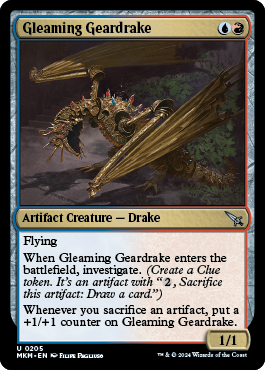 Gleaming Geardrake
Artifact Creature — Drake
Flying
When Gleaming Geardrake enters the
battlefield, investigate. (Create a Clue
token. It's an artifact with “2, Sacrifice
this artifact: Draw a card.”)
Whenever you sacrifice an artifact, put a
+1/+1 counter on Gleaming Geardrake.
1/1
U 0205
MKM • EN Filipe Pagliuso
™ & © 2024 Wizards of the Coast